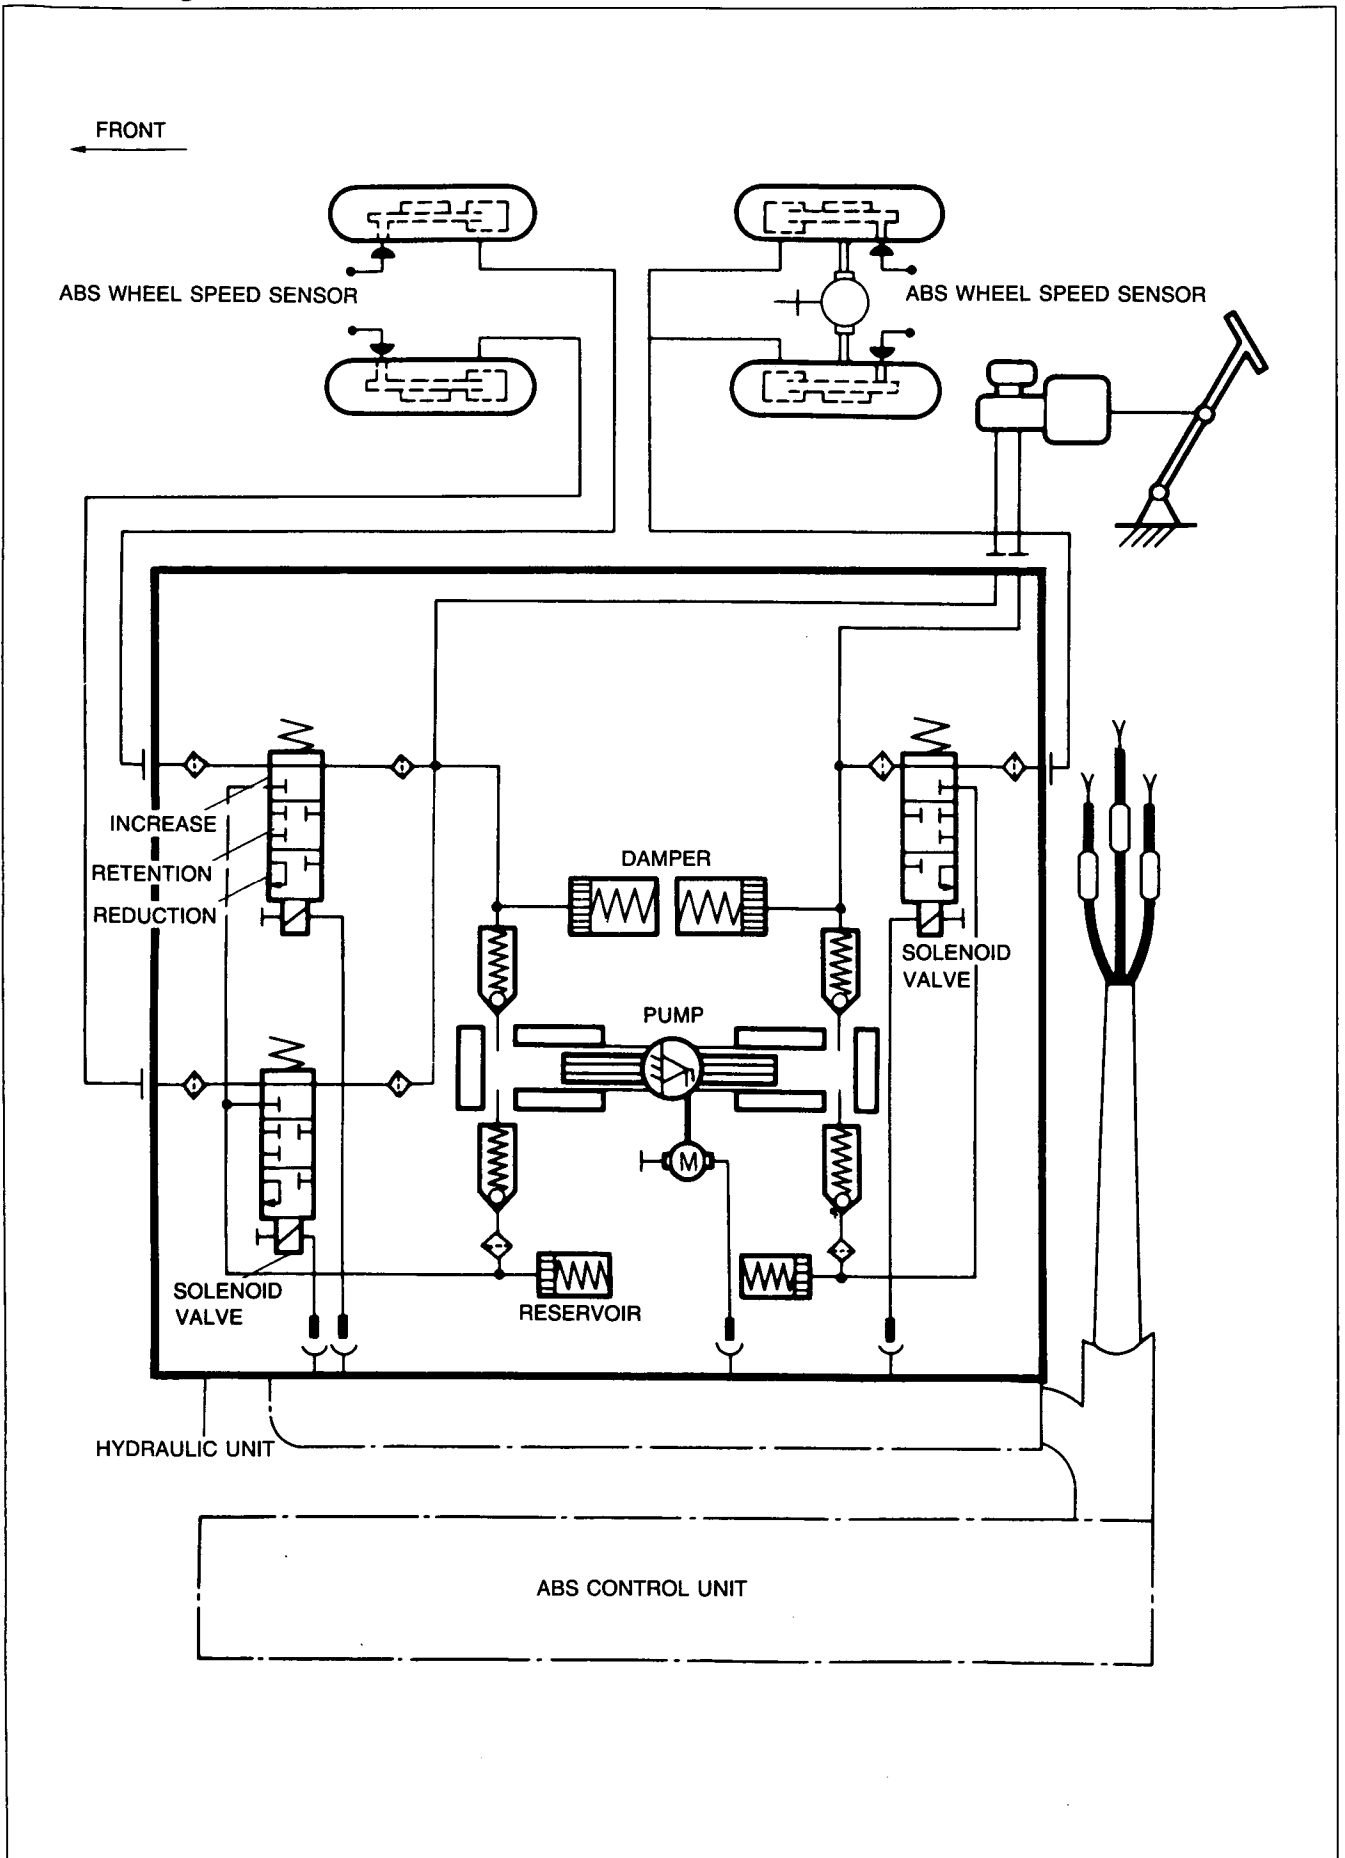 FRONT
ABS WHEEL SPEED SENSOR
ABS WHEEL SPEED SENSOR
INCREASE
RETENTION
REDUCTION
DAMPER
SOLENOID
VALVE
PUMP
M
SOLENOID
VALVE
RESERVOIR
HYDRAULIC UNIT
ABS CONTROL UNIT